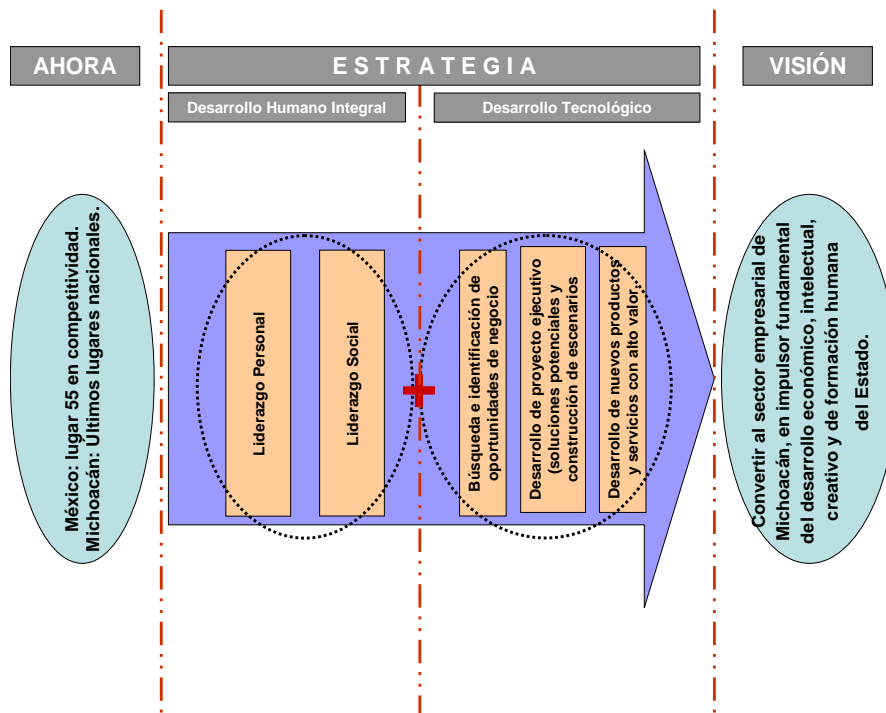 AHORA
E S T R A T E G I A
VISIÓN
Desarrollo Humano Integral
Desarrollo Tecnológico
México: lugar 55 en competitividad.
Michoacán: Últimos lugares nacionales.
Liderazgo Personal
Liderazgo Social
Búsqueda e identificación de
oportunidades de negocio
Desarrollo de proyecto ejecutivo
(soluciones potenciales y
construcción de escenarios
Desarrollo de nuevos productos
y servicios con alto valor.
Convertir al sector empresarial de
Michoacán, en impulsor fundamental
del desarrollo económico, intelectual,
creativo y de formación humana
del Estado.